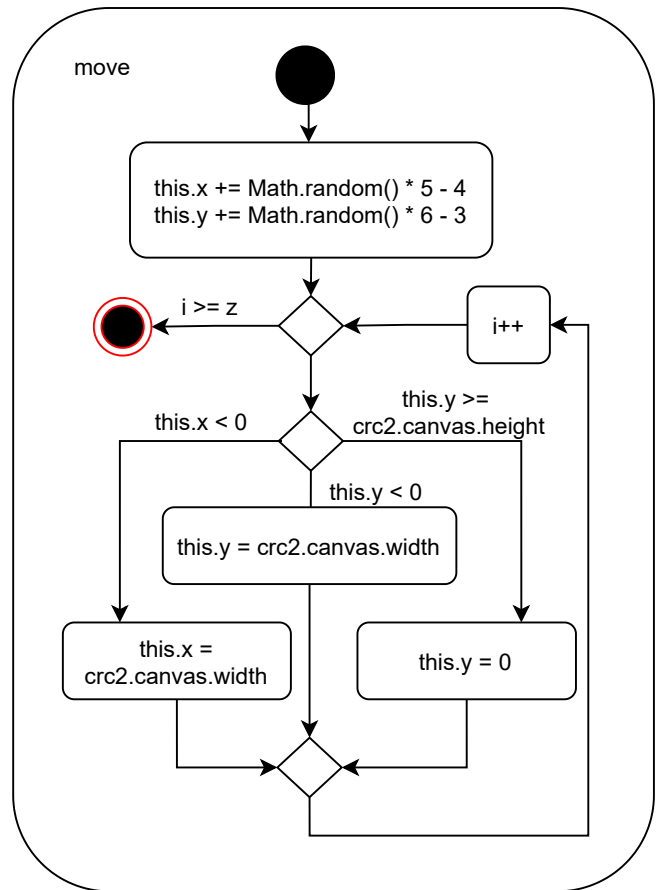 move
this.x += Math.random() * 5 - 4
this.y += Math.random() * 6 - 3
i >= z
i++
this.y >=
crc2.canvas.height
this.x < 0
this.y < 0
this.y = crc2.canvas.width
this.x =
crc2.canvas.width
this.y = 0